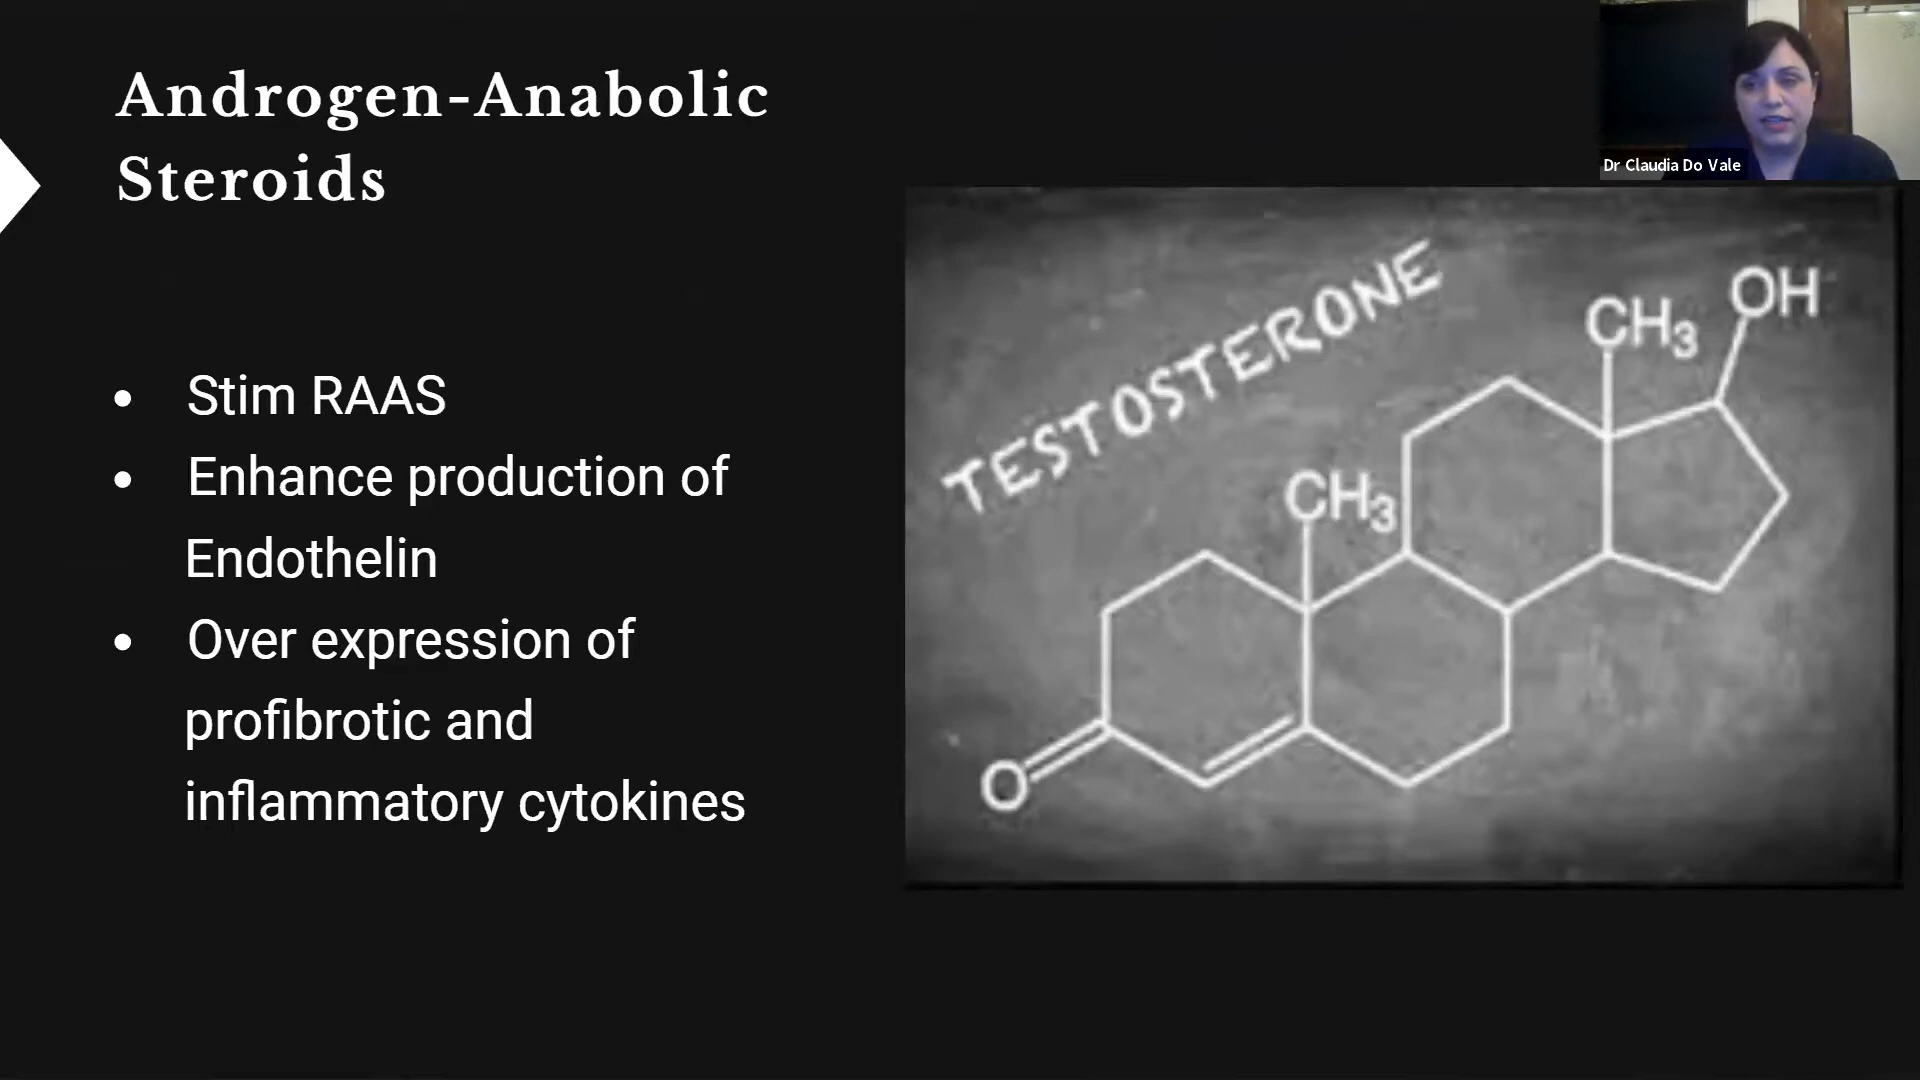 Androgen-Anabolic
Steroids
Dr Claudia Do Vale
• Stim RAAS
• Enhance production of
Endothelin
• Over expression of
profibrotic and
inflammatory cytokines
TESTOSTERONE
OH
CH3
CH3
O